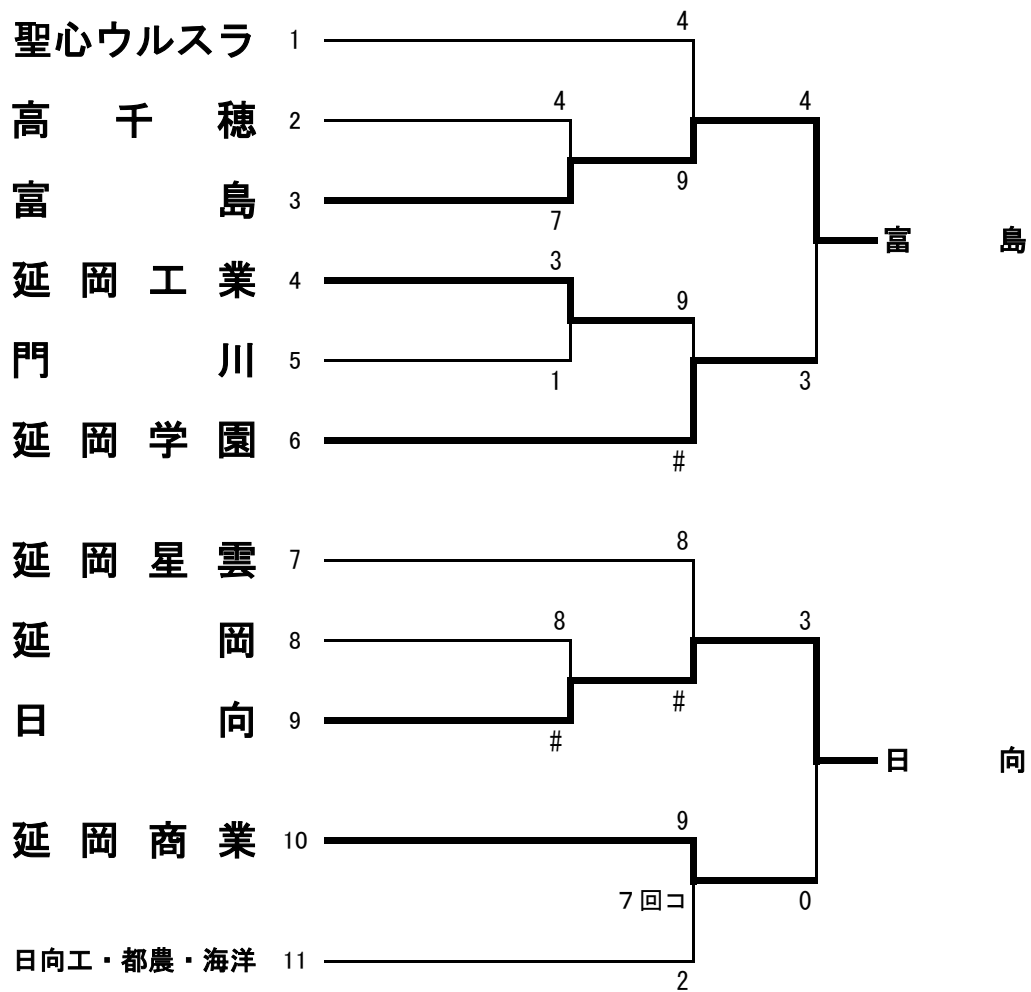 4
聖心ウルスラ 1
4 4
高千穂 2
9
富島 3
7
富島
3
延岡工業 4
9
門川 5
1 3
延岡学園 6
#
8
延岡星雲 7
8 3
延岡 8
#
日向 9
#
日向
9
延岡商業 10
7回コ 0
日向工・都農・海洋 11
2